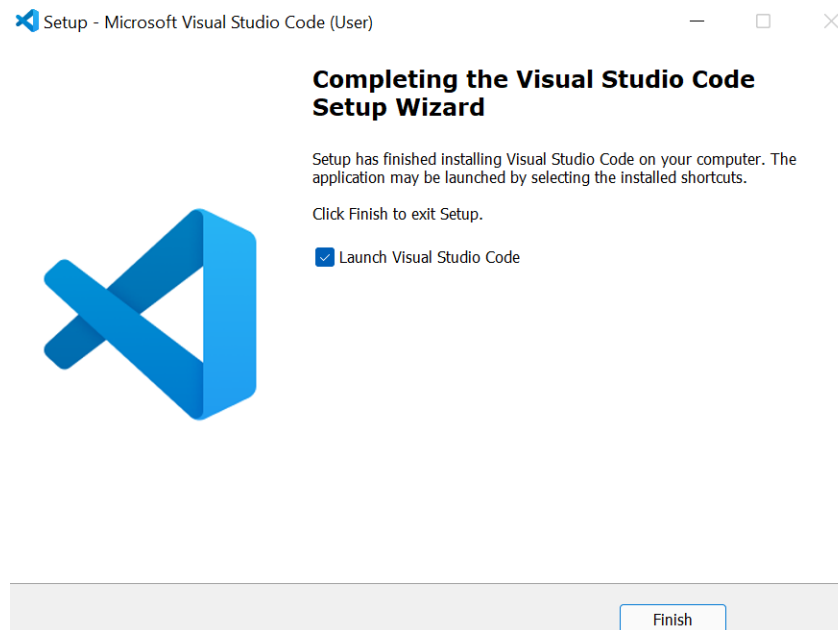 Setup - Microsoft Visual Studio Code (User)
Completing the Visual Studio Code
Setup Wizard
Setup has finished installing Visual Studio Code on your computer. The
application may be launched by selecting the installed shortcuts.
Click Finish to exit Setup.
Launch Visual Studio Code
Finish